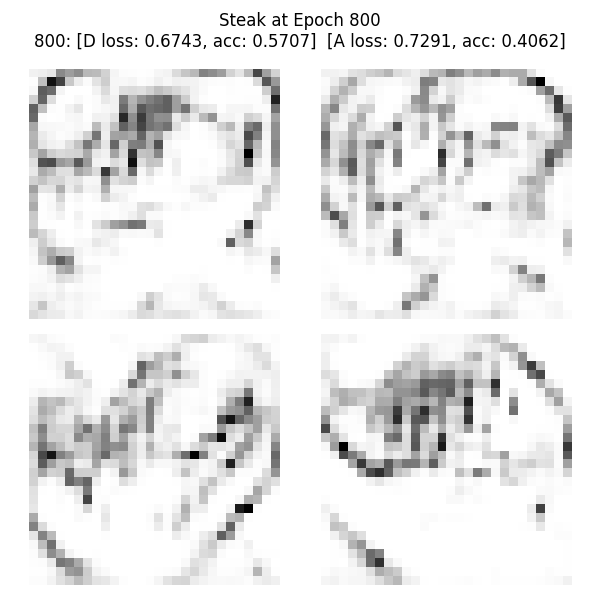 Steak at Epoch 800
800: [D loss: 0.6743, acc: 0.5707]  [A loss: 0.7291, acc: 0.4062]